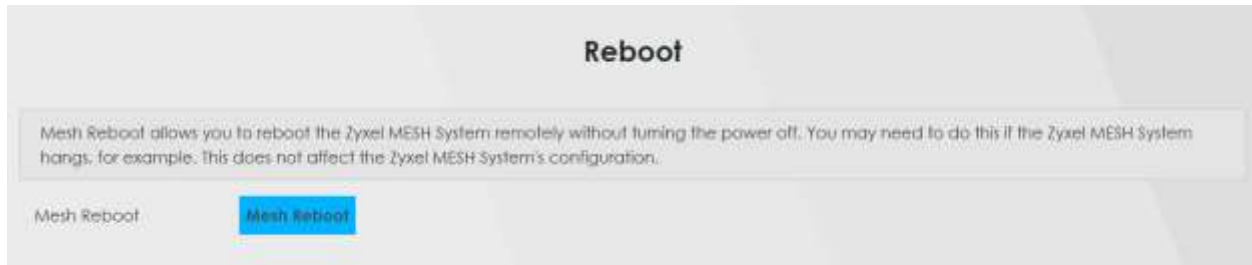 Reboot
Mesh Reboot allows you to reboot the Zyxel MESH System remotely without turning the power off. You may need to do this if the Zyxel MESH System
hangs, for example. This does not affect the Zyxel MESH System's configuration.
Mesh Reboot Mesh Reboot